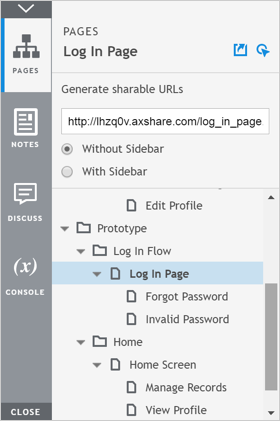 PAGES
Log In Page
PAGES
Generate sharable URLs
http://lhzq0v.axshare.com/log_in_page
NOTES
Without Sidebar
With Sidebar
DISCUSS
Edit Profile
Prototype
Log In Flow
(x)
Log In Page
CONSOLE
Forgot Password
Invalid Password
Home
Home Screen
Manage Records
CLOSE
View Profile